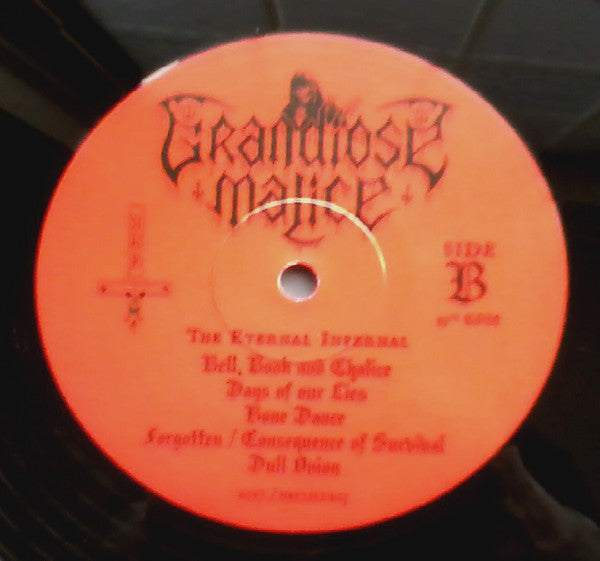 Grandiose
Malice
SIDE
B
The Eternal Infernal
Bell, Book and Chalice
Days of our Lies
Bone Dance
Forgotten / Consequence of Survival
Dull Union